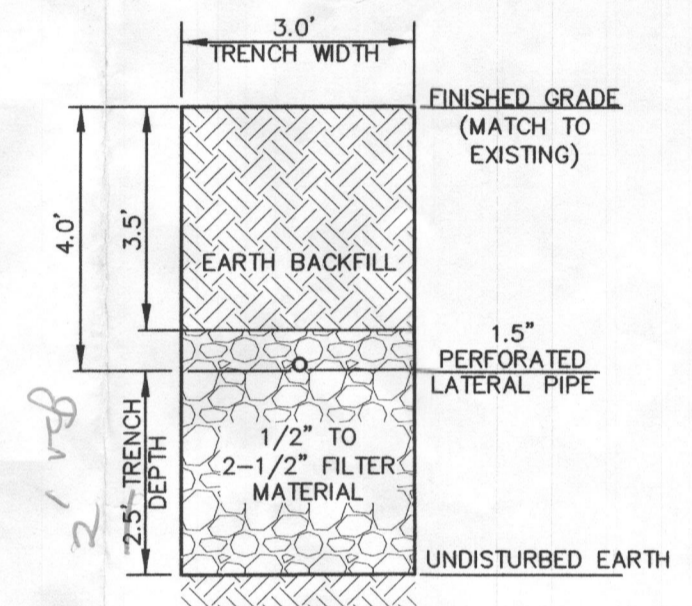 3.0'
TRENCH WIDTH
FINISHED GRADE
(MATCH TO
EXISTING)
4.0'
3.5'
EARTH BACKFILL
1.5"
PERFORATED
LATERAL PIPE
2.5' TRENCH
DEPTH
1/2" TO
2-1/2" FILTER
MATERIAL
UNDISTURBED EARTH